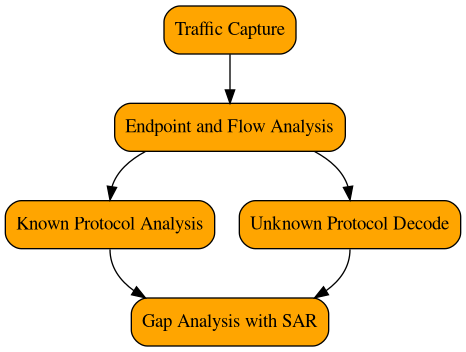 Traffic Capture
Endpoint and Flow Analysis
Known Protocol Analysis
Unknown Protocol Decode
Gap Analysis with SAR